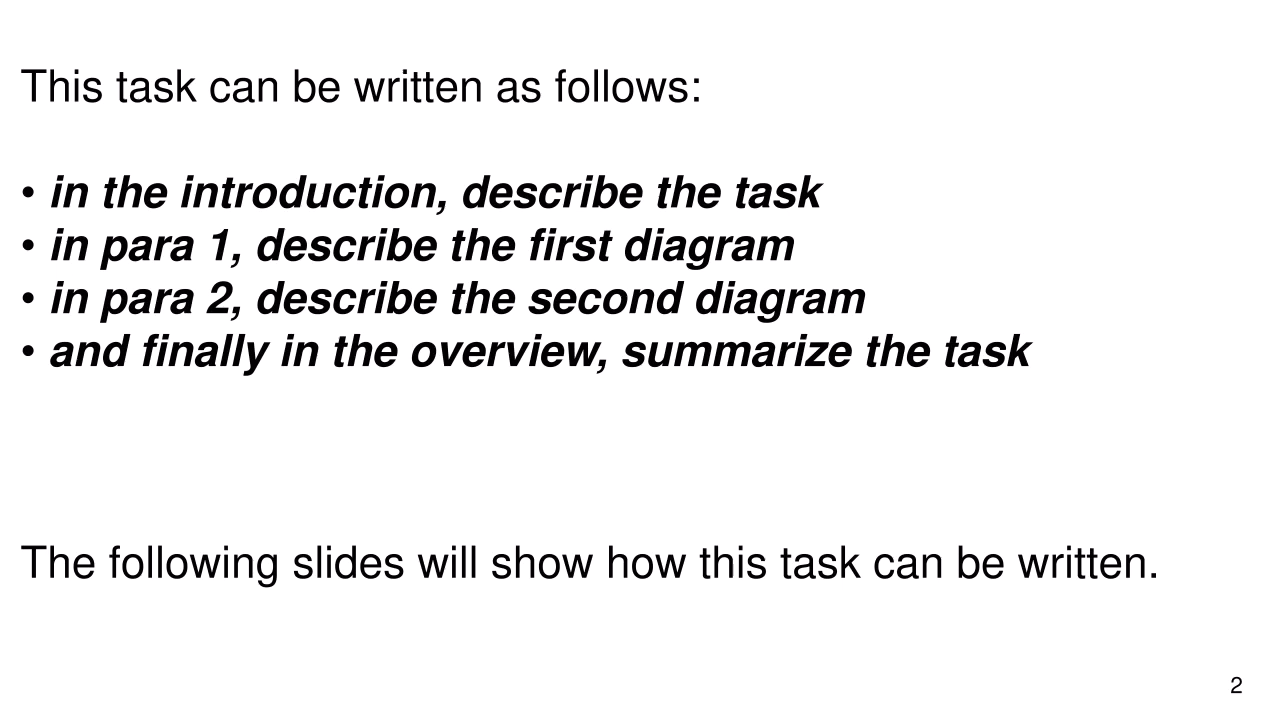 This task can be written as follows:
• in the introduction, describe the task
• in para 1, describe the first diagram
• in para 2, describe the second diagram
• and finally in the overview, summarize the task
The following slides will show how this task can be written.
2